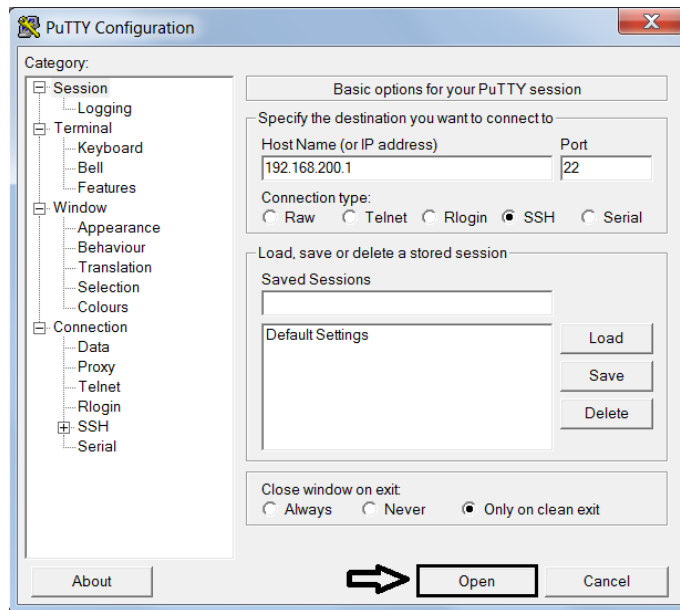 PuTTY Configuration
Category:
Session
Logging
Terminal
Keyboard
Bell
Features
Window
Appearance
Behaviour
Translation
Selection
Colours
Connection
Data
Proxy
Telnet
Rlogin
SSH
Serial
Basic options for your PuTTY session
Specify the destination you want to connect to
Host Name (or IP address) Port
192.168.200.1 22
Connection type:
Raw Telnet Rlogin SSH Serial
Load, save or delete a stored session
Saved Sessions
Default Settings
Load
Save
Delete
Close window on exit:
Always Never Only on clean exit
About Open Cancel